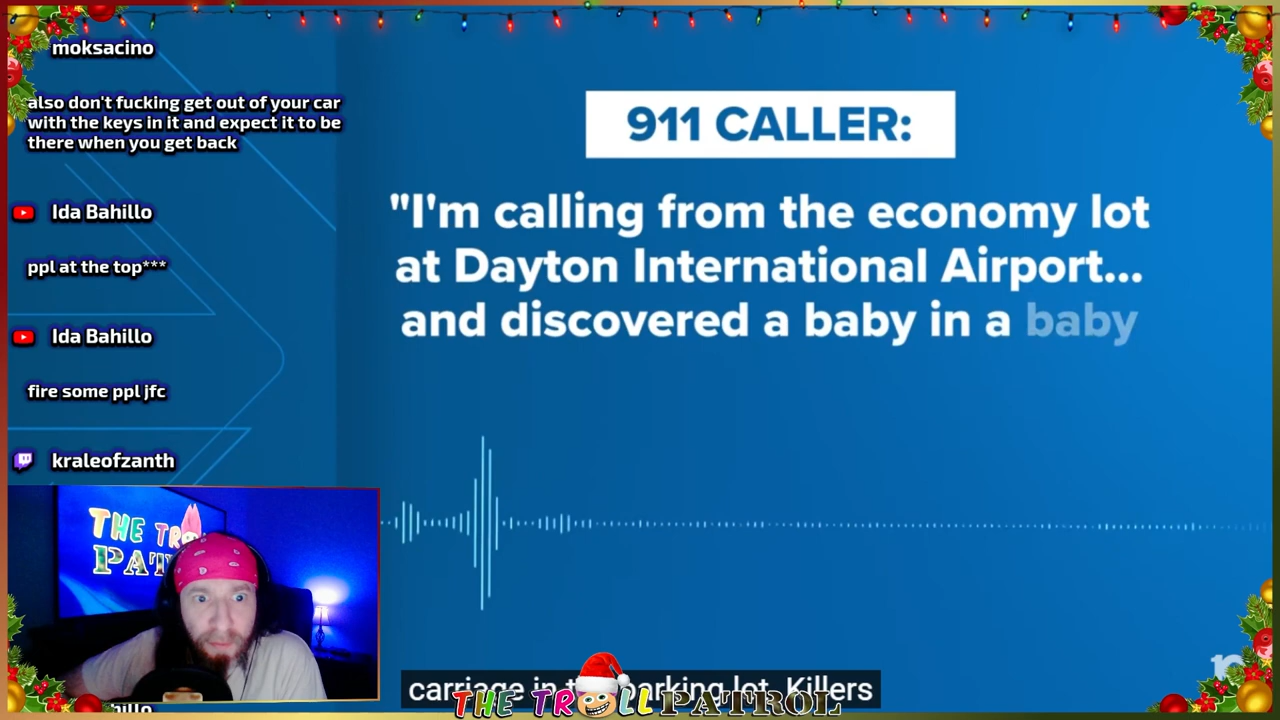 moksacino
also don't fucking get out of your car
with the keys in it and expect it to be
there when you get back
Ida Bahillo
ppl at the top***
Ida Bahillo
fire some ppl jfc
kraleofzanth
911 CALLER:
"I'm calling from the economy lot
at Dayton International Airport...
and discovered a baby in a baby
THE TR
PAT
carriage in parking lot. Killers
THE TROLL PATROL